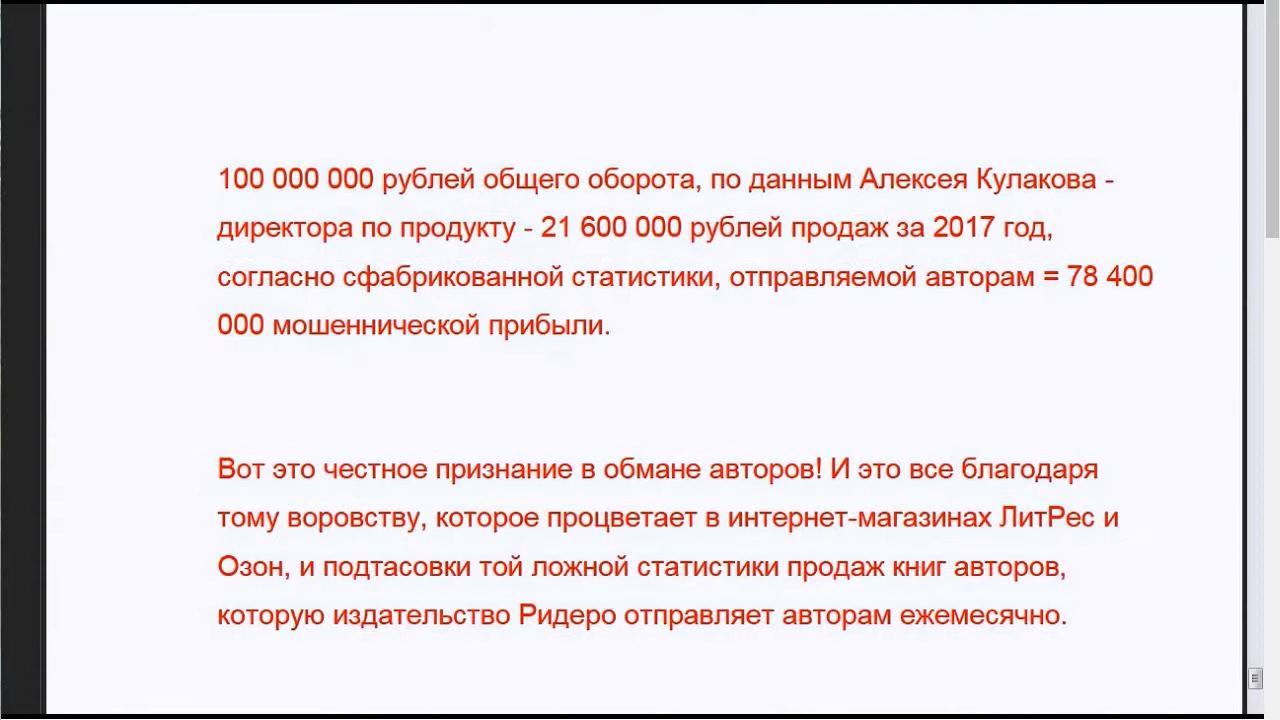 100 000 000 рублей общего оборота, по данным Алексея Кулакова -
директора по продукту - 21 600 000 рублей продаж за 2017 год,
согласно сфабрикованной статистики, отправляемой авторам = 78 400
000 мошеннической прибыли.
Вот это честное признание в обмане авторов! И это все благодаря
тому воровству, которое процветает в интернет-магазинах ЛитРес и
Озон, и подтасовки той ложной статистики продаж книг авторов,
которую издательство Ридеро отправляет авторам ежемесячно.